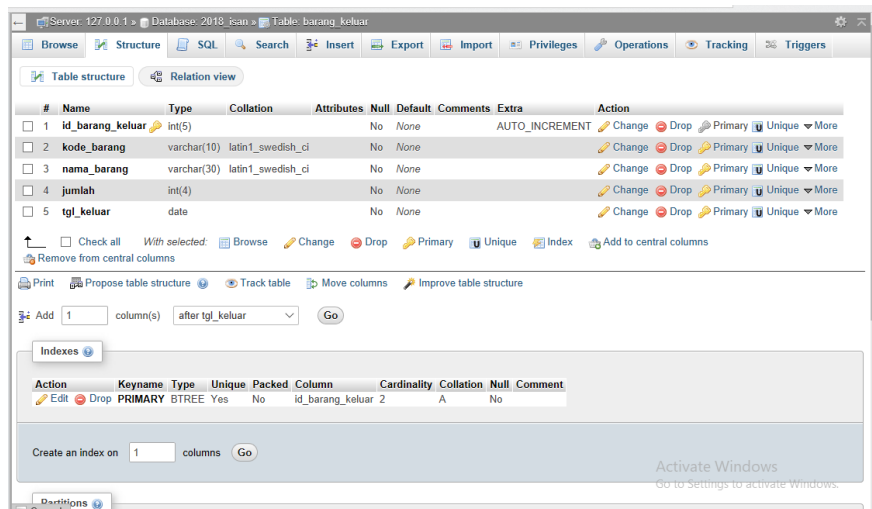 Server: 127.0.0.1 » Database: 2018_isan » Table: barang_keluar
Browse Structure SQL Search Insert Export Import Privileges Operations Tracking Triggers
Table structure Relation view
# Name Type Collation Attributes Null Default Comments Extra Action
1 id_barang_keluar int(5) No None AUTO_INCREMENT Change Drop Primary Unique More
2 kode_barang varchar(10) latin1_swedish_ci No None Change Drop Primary Unique More
3 nama_barang varchar(30) latin1_swedish_ci No None Change Drop Primary Unique More
4 jumlah int(4) No None Change Drop Primary Unique More
5 tgl_keluar date No None Change Drop Primary Unique More
Check all With selected: Browse Change Drop Primary Unique Index Add to central columns
Remove from central columns
Print Propose table structure Track table Move columns Improve table structure
Add 1 column(s) after tgl_keluar Go
Indexes
Action Keyname Type Unique Packed Column Cardinality Collation Null Comment
Edit Drop PRIMARY BTREE Yes No id_barang_keluar 2 A No
Create an index on 1 columns Go
Activate Windows
Go to Settings to activate Windows.
Partitions